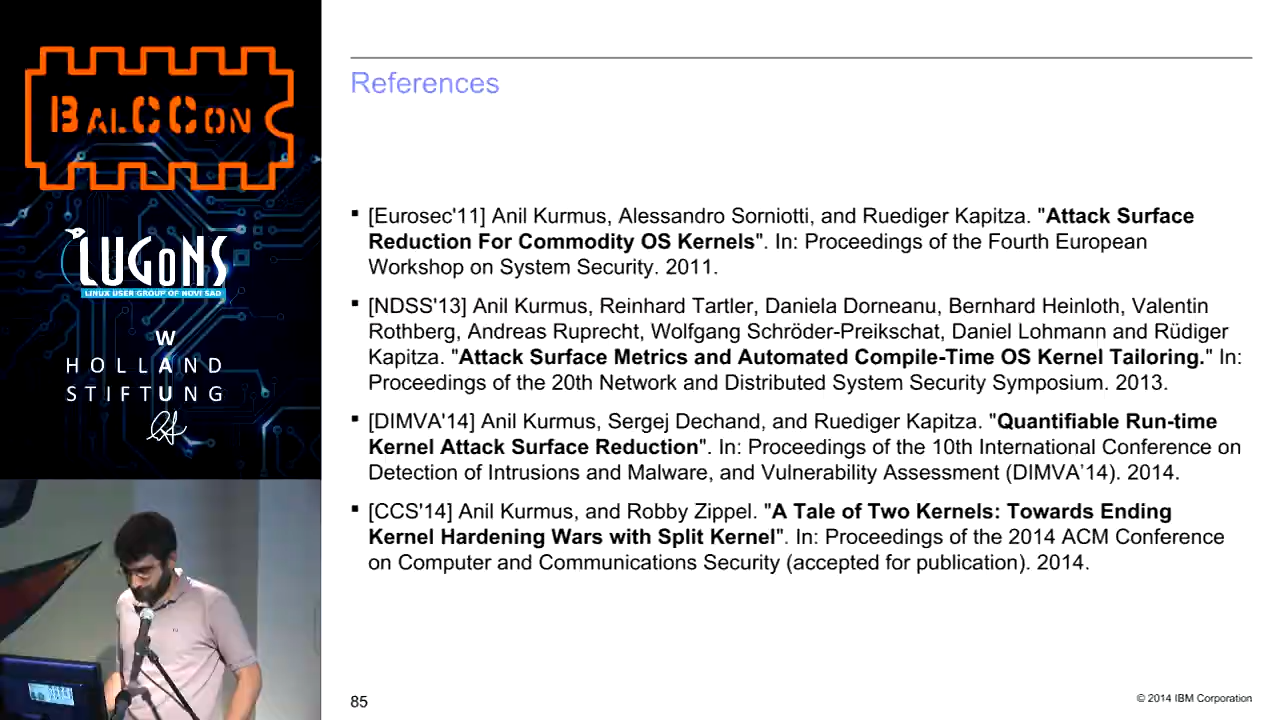 BALCCON
LUGONS
LINUX USER GROUP OF NOVI SAD
W
HOLLAND
STIFTUNG
U
References
▪ [Eurosec'11] Anil Kurmus, Alessandro Sorniotti, and Ruediger Kapitza. "Attack Surface
Reduction For Commodity OS Kernels". In: Proceedings of the Fourth European
Workshop on System Security. 2011.
▪ [NDSS'13] Anil Kurmus, Reinhard Tartler, Daniela Dorneanu, Bernhard Heinloth, Valentin
Rothberg, Andreas Ruprecht, Wolfgang Schröder-Preikschat, Daniel Lohmann and Rüdiger
Kapitza. "Attack Surface Metrics and Automated Compile-Time OS Kernel Tailoring." In:
Proceedings of the 20th Network and Distributed System Security Symposium. 2013.
▪ [DIMVA'14] Anil Kurmus, Sergej Dechand, and Ruediger Kapitza. "Quantifiable Run-time
Kernel Attack Surface Reduction". In: Proceedings of the 10th International Conference on
Detection of Intrusions and Malware, and Vulnerability Assessment (DIMVA'14). 2014.
▪ [CCS'14] Anil Kurmus, and Robby Zippel. "A Tale of Two Kernels: Towards Ending
Kernel Hardening Wars with Split Kernel". In: Proceedings of the 2014 ACM Conference
on Computer and Communications Security (accepted for publication). 2014.
85
© 2014 IBM Corporation